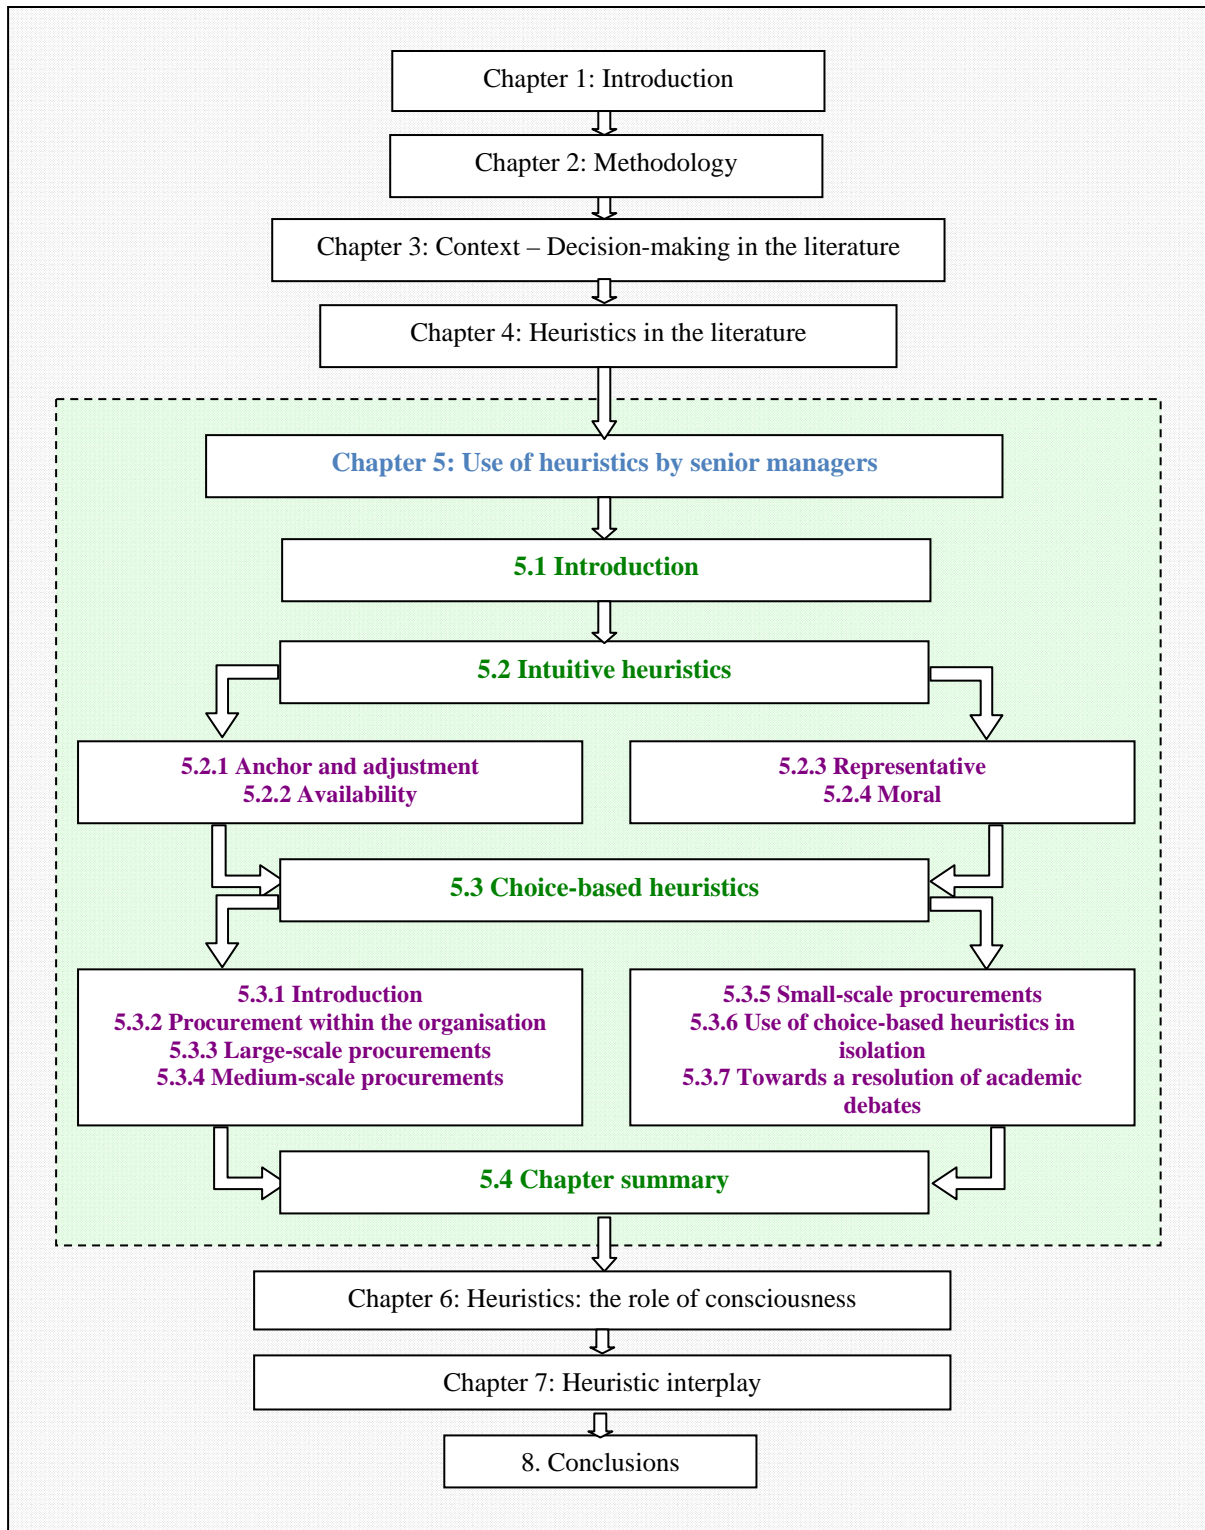 Chapter 1: Introduction
Chapter 2: Methodology
Chapter 3: Context – Decision-making in the literature
Chapter 4: Heuristics in the literature
Chapter 5: Use of heuristics by senior managers
5.1 Introduction
5.2 Intuitive heuristics
5.2.1 Anchor and adjustment
5.2.2 Availability
5.2.3 Representative
5.2.4 Moral
5.3 Choice-based heuristics
5.3.1 Introduction
5.3.2 Procurement within the organisation
5.3.3 Large-scale procurements
5.3.4 Medium-scale procurements
5.3.5 Small-scale procurements
5.3.6 Use of choice-based heuristics in
isolation
5.3.7 Towards a resolution of academic
debates
5.4 Chapter summary
Chapter 6: Heuristics: the role of consciousness
Chapter 7: Heuristic interplay
8. Conclusions